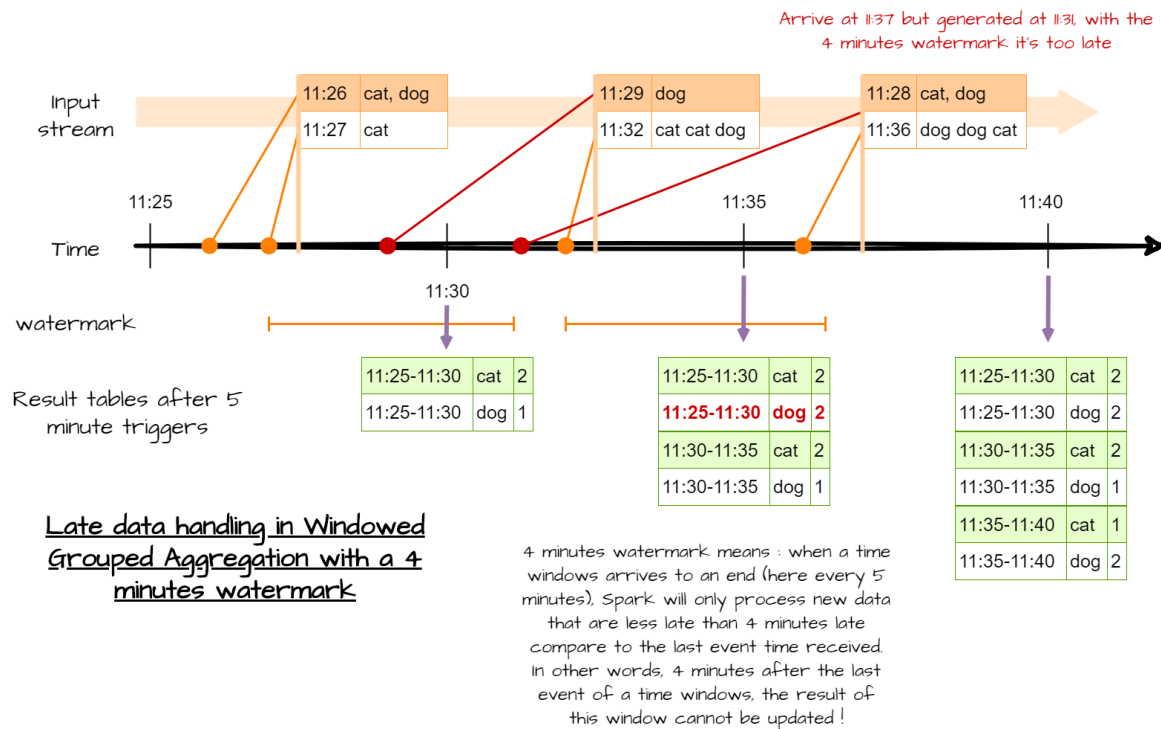 Arrive at 11:37 but generated at 11:31, with the
4 minutes watermark it's too late
Input
stream
11:26 cat, dog
11:27 cat
11:29 dog
11:32 cat cat dog
11:28 cat, dog
11:36 dog dog cat
11:25
11:35
11:40
Time
11:30
watermark
Result tables after 5
minute triggers
11:25-11:30 cat 2
11:25-11:30 dog 1
11:25-11:30 cat 2
11:25-11:30 dog 2
11:30-11:35 cat 2
11:30-11:35 dog 1
11:25-11:30 cat 2
11:25-11:30 dog 2
11:30-11:35 cat 2
11:30-11:35 dog 1
11:35-11:40 cat 1
11:35-11:40 dog 2
Late data handling in Windowed
Grouped Aggregation with a 4
minutes watermark
4 minutes watermark means : when a time
windows arrives to an end (here every 5
minutes), Spark will only process new data
that are less late than 4 minutes late
compare to the last event time received.
In other words, 4 minutes after the last
event of a time windows, the result of
this window cannot be updated !